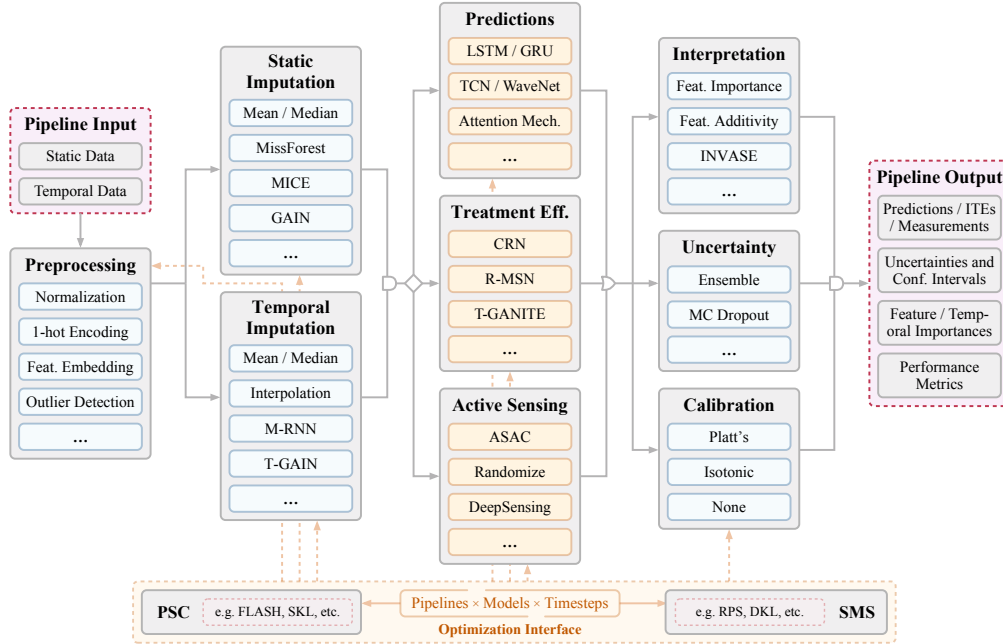 Pipeline Input
Static Data
Temporal Data
Preprocessing
Normalization
1-hot Encoding
Feat. Embedding
Outlier Detection
...
Static
Imputation
Mean / Median
MissForest
MICE
GAIN
...
Temporal
Imputation
Mean / Median
Interpolation
M-RNN
T-GAIN
...
Predictions
LSTM / GRU
TCN / WaveNet
Attention Mech.
...
Treatment Eff.
CRN
R-MSN
T-GANITE
...
Active Sensing
ASAC
Randomize
DeepSensing
...
Interpretation
Feat. Importance
Feat. Additivity
INVASE
...
Uncertainty
Ensemble
MC Dropout
...
Calibration
Platt's
Isotonic
None
Pipeline Output
Predictions / ITEs
/ Measurements
Uncertainties and
Conf. Intervals
Feature / Temp-
oral Importances
Performance
Metrics
PSC
e.g. FLASH, SKL, etc.
Pipelines × Models × Timesteps
e.g. RPS, DKL, etc.
SMS
Optimization Interface